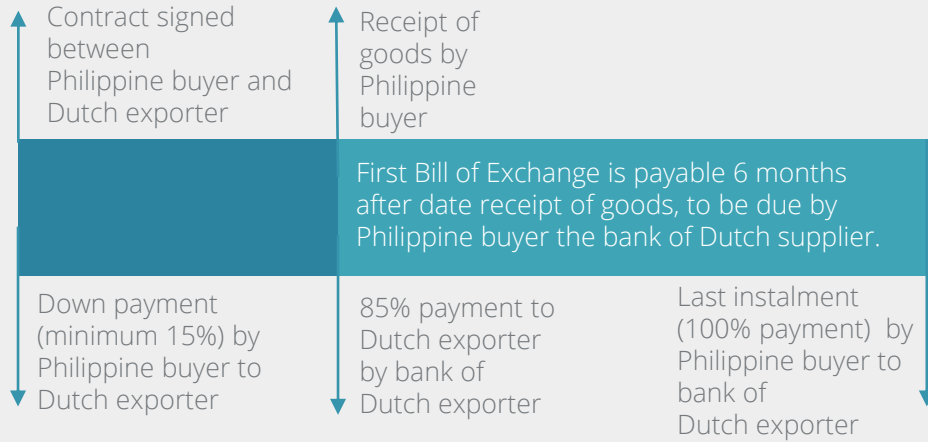 Contract signed
between
Philippine buyer and
Dutch exporter
Receipt of
goods by
Philippine
buyer
First Bill of Exchange is payable 6 months
after date receipt of goods, to be due by
Philippine buyer the bank of Dutch supplier.
Down payment
(minimum 15%) by
Philippine buyer to
Dutch exporter
85% payment to
Dutch exporter
by bank of
Dutch exporter
Last instalment
(100% payment) by
Philippine buyer to
bank of
Dutch exporter